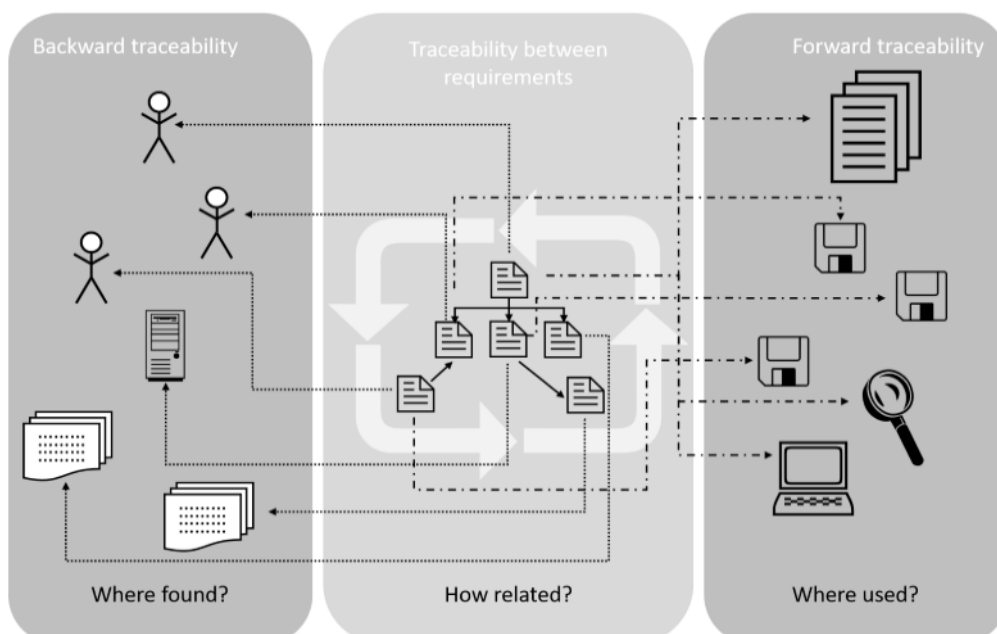 Backward traceability
Traceability between
requirements
Forward traceability
Where found?
How related?
Where used?